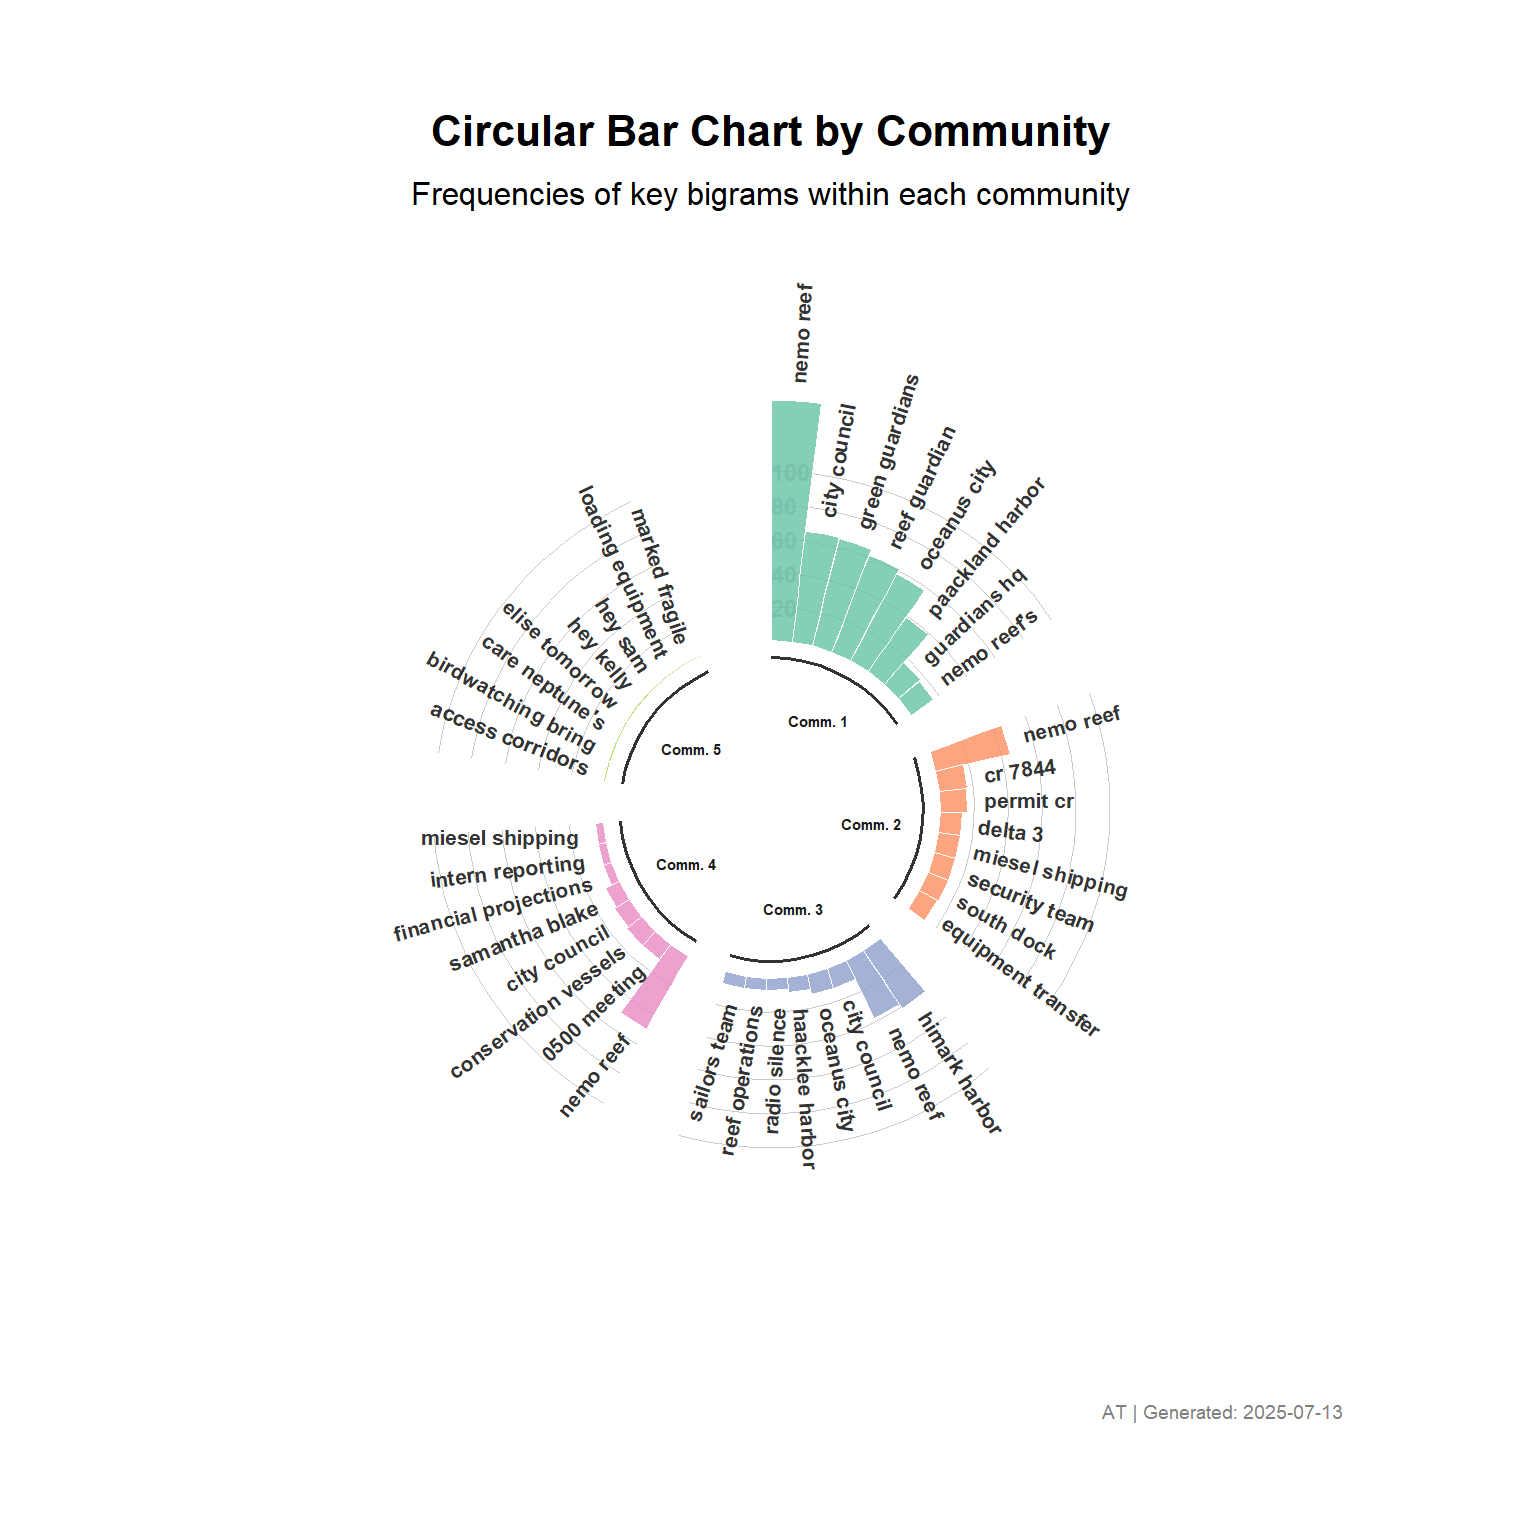 Circular Bar Chart by Community
Frequencies of key bigrams within each community
nemo reef
city council
green guardians
reef guardian
oceanus city
paackland harbor
guardians hq
nemo reef's
100
80
60
40
20
Comm. 1
nemo reef
cr 7844
permit cr
delta 3
miesel shipping
security team
south dock
equipment transfer
Comm. 2
himark harbor
nemo reef
city council
oceanus city
haacklee harbor
radio silence
reef operations
sailors team
Comm. 3
nemo reef
0500 meeting
conservation vessels
city council
samantha blake
financial projections
intern reporting
miesel shipping
Comm. 4
access corridors
birdwatching bring
care neptune's
elise tomorrow
hey kelly
hey sam
loading equipment
marked fragile
Comm. 5
AT | Generated: 2025-07-13